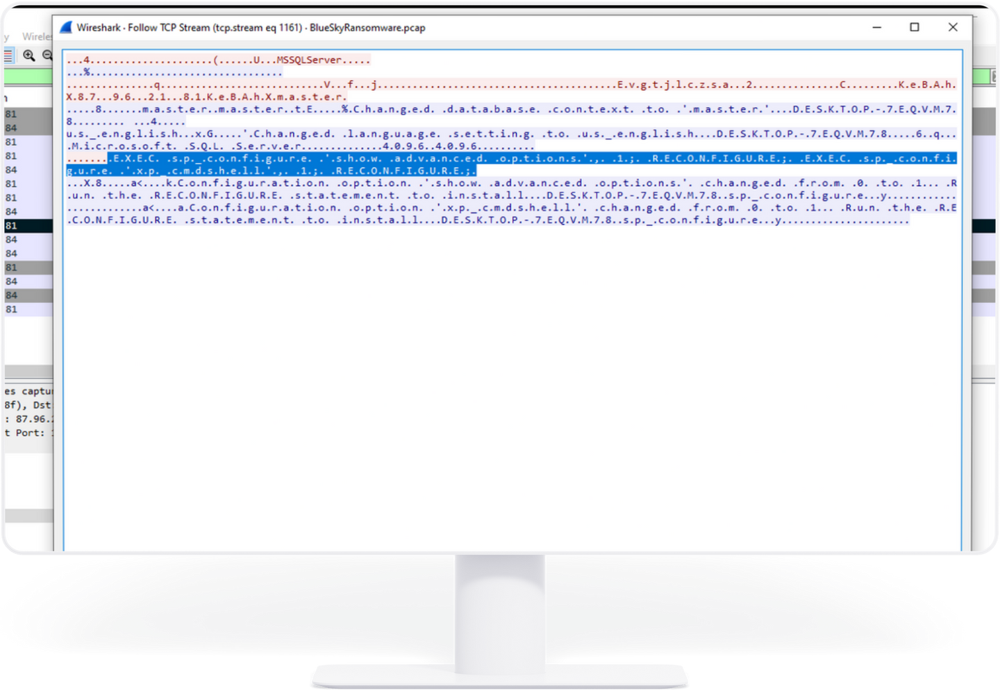 Wireshark · Follow TCP Stream (tcp.stream eq 1161) · BlueSkyRansomware.pcap
y Wireles
...4.....................(......U...MSSQLServer.....
...%.................................
..............q............................V...f...j.........................................E.v.g.t.j.l.c.z.s.a...2..............C.........K.e.B.A.h.
X.8.7...9.6...2.1...8.1.K.e.B.A.h.X.m.a.s.t.e.r.
.....8.......m.a.s.t.e.r..m.a.s.t.e.r..t.E.....%.C.h.a.n.g.e.d. .d.a.t.a.b.a.s.e. .c.o.n.t.e.x.t. .t.o. .'.m.a.s.t.e.r.'....D.E.S.K.T.O.P.-.7.E.Q.V.M.7.
8......... ...4.....
u.s._.e.n.g.l.i.s.h...x.G.....'.C.h.a.n.g.e.d. .l.a.n.g.u.a.g.e. .s.e.t.t.i.n.g. .t.o. .u.s._.e.n.g.l.i.s.h....D.E.S.K.T.O.P.-.7.E.Q.V.M.7.8.....6..q...
.M.i.c.r.o.s.o.f.t. .S.Q.L. .S.e.r.v.e.r.............4.0.9.6..4.0.9.6..........
.......E.X.E.C. .s.p._.c.o.n.f.i.g.u.r.e. .'.s.h.o.w. .a.d.v.a.n.c.e.d. .o.p.t.i.o.n.s.'.,. .1.;. .R.E.C.O.N.F.I.G.U.R.E.;. .E.X.E.C. .s.p._.c.o.n.f.i.
g.u.r.e. .'.x.p._.c.m.d.s.h.e.l.l.'.,. .1.;. .R.E.C.O.N.F.I.G.U.R.E.;.
...X.8.....a<....k.C.o.n.f.i.g.u.r.a.t.i.o.n. .o.p.t.i.o.n. .'.s.h.o.w. .a.d.v.a.n.c.e.d. .o.p.t.i.o.n.s.'. .c.h.a.n.g.e.d. .f.r.o.m. .0. .t.o. .1... .R
.u.n. .t.h.e. .R.E.C.O.N.F.I.G.U.R.E. .s.t.a.t.e.m.e.n.t. .t.o. .i.n.s.t.a.l.l....D.E.S.K.T.O.P.-.7.E.Q.V.M.7.8..s.p._.c.o.n.f.i.g.u.r.e...y............
.............a<....a.C.o.n.f.i.g.u.r.a.t.i.o.n. .o.p.t.i.o.n. .'.x.p._.c.m.d.s.h.e.l.l.'. .c.h.a.n.g.e.d. .f.r.o.m. .0. .t.o. .1... .R.u.n. .t.h.e. .R.E
.C.O.N.F.I.G.U.R.E. .s.t.a.t.e.m.e.n.t. .t.o. .i.n.s.t.a.l.l....D.E.S.K.T.O.P.-.7.E.Q.V.M.7.8..s.p._.c.o.n.f.i.g.u.r.e...y......................
81
84
81
81
84
81
81
84
81
84
84
81
84
84
81
es captu
8f), Dst
: 87.96.
t Port: